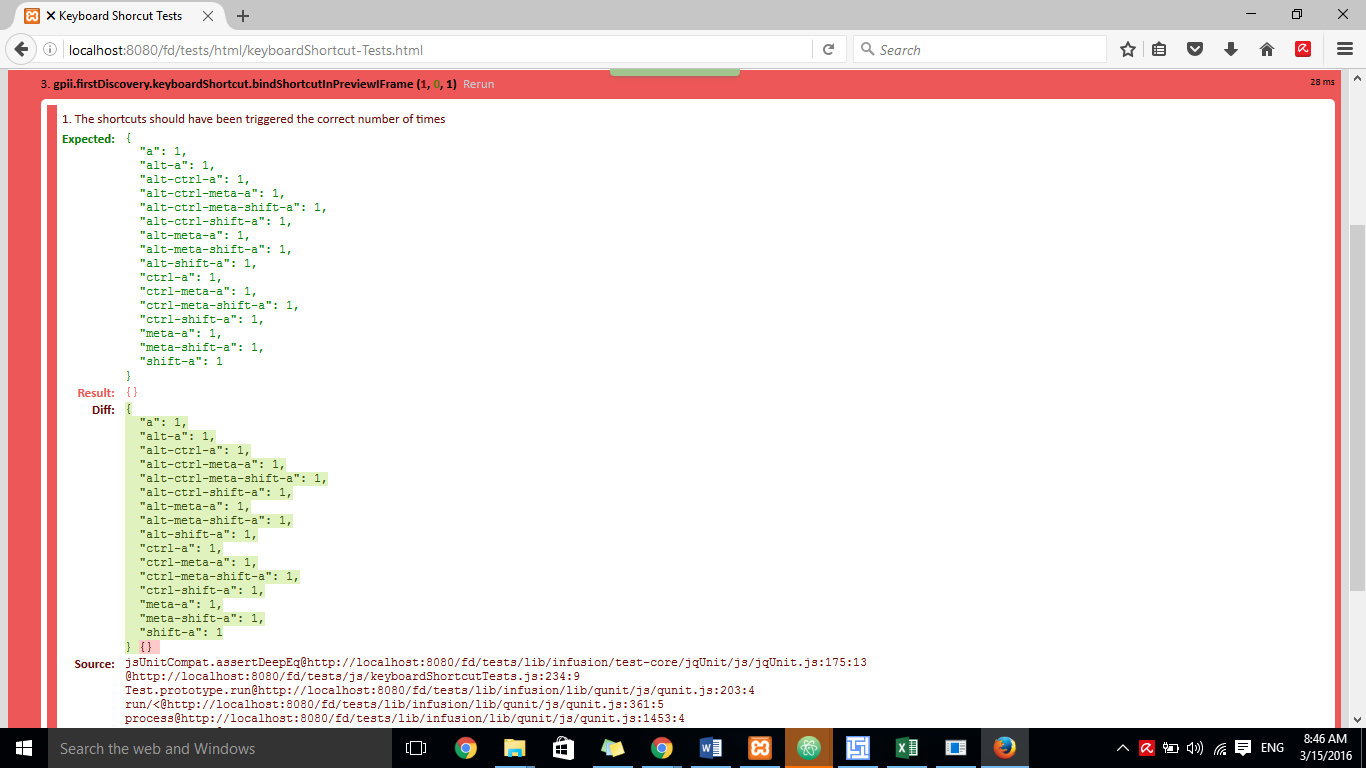 ✕ Keyboard Shorcut Tests
localhost:8080/fd/tests/html/keyboardShortcut-Tests.html
Search
3. gpii.firstDiscovery.keyboardShortcut.bindShortcutInPreviewIFrame (1, 0, 1) Rerun
28 ms
1. The shortcuts should have been triggered the correct number of times
Expected: {
"a": 1,
"alt-a": 1,
"alt-ctrl-a": 1,
"alt-ctrl-meta-a": 1,
"alt-ctrl-meta-shift-a": 1,
"alt-ctrl-shift-a": 1,
"alt-meta-a": 1,
"alt-meta-shift-a": 1,
"alt-shift-a": 1,
"ctrl-a": 1,
"ctrl-meta-a": 1,
"ctrl-meta-shift-a": 1,
"ctrl-shift-a": 1,
"meta-a": 1,
"meta-shift-a": 1,
"shift-a": 1
}
Result: {}
Diff: {
"a": 1,
"alt-a": 1,
"alt-ctrl-a": 1,
"alt-ctrl-meta-a": 1,
"alt-ctrl-meta-shift-a": 1,
"alt-ctrl-shift-a": 1,
"alt-meta-a": 1,
"alt-meta-shift-a": 1,
"alt-shift-a": 1,
"ctrl-a": 1,
"ctrl-meta-a": 1,
"ctrl-meta-shift-a": 1,
"ctrl-shift-a": 1,
"meta-a": 1,
"meta-shift-a": 1,
"shift-a": 1
} {}
Source: jsUnitCompat.assertDeepEq@http://localhost:8080/fd/tests/lib/infusion/test-core/jqUnit/js/jqUnit.js:175:13
@http://localhost:8080/fd/tests/js/keyboardShortcutTests.js:234:9
Test.prototype.run@http://localhost:8080/fd/tests/lib/infusion/lib/qunit/js/qunit.js:203:4
run/<@http://localhost:8080/fd/tests/lib/infusion/lib/qunit/js/qunit.js:361:5
process@http://localhost:8080/fd/tests/lib/infusion/lib/qunit/js/qunit.js:1453:4
Search the web and Windows
ENG
8:46 AM
3/15/2016